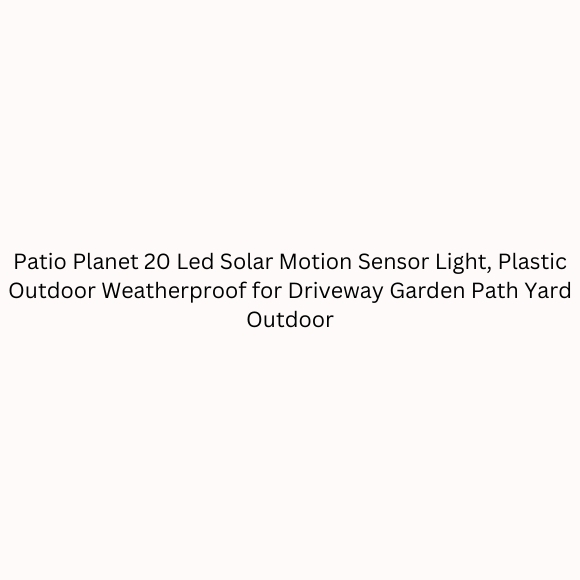 Patio Planet 20 Led Solar Motion Sensor Light, Plastic
Outdoor Weatherproof for Driveway Garden Path Yard
Outdoor